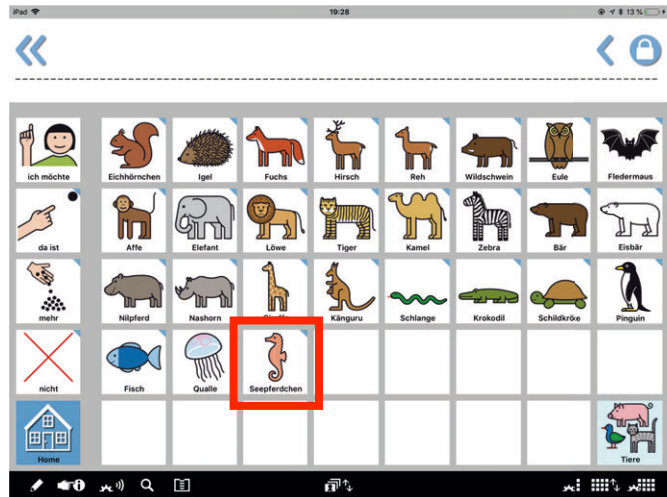 iPad 19:28 13 %
ich möchte Eichhörnchen Igel Fuchs Hirsch Reh Wildschwein Eule Fledermaus
da ist Affe Elefant Löwe Tiger Kamel Zebra Bär Eisbär
mehr Nilpferd Nashorn Känguru Schlange Krokodil Schildkröte Pinguin
nicht Fisch Qualle Seepferdchen
Home Tiere